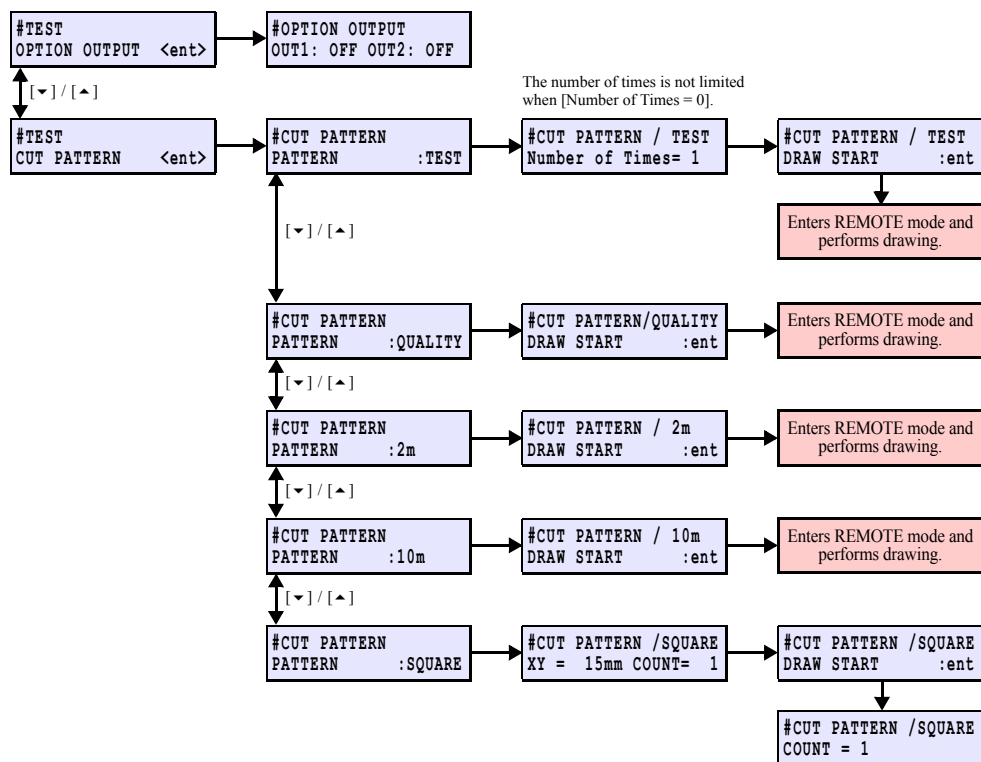 #TEST
OPTION OUTPUT <ent>
#OPTION OUTPUT
OUT1: OFF OUT2: OFF
[▼] / [▲]
The number of times is not limited
when [Number of Times = 0].
#TEST
CUT PATTERN <ent>
#CUT PATTERN
PATTERN :TEST
#CUT PATTERN / TEST
Number of Times= 1
#CUT PATTERN / TEST
DRAW START :ent
Enters REMOTE mode and
performs drawing.
[▼] / [▲]
#CUT PATTERN
PATTERN :QUALITY
#CUT PATTERN/QUALITY
DRAW START :ent
Enters REMOTE mode and
performs drawing.
[▼] / [▲]
#CUT PATTERN
PATTERN :2m
#CUT PATTERN / 2m
DRAW START :ent
Enters REMOTE mode and
performs drawing.
[▼] / [▲]
#CUT PATTERN
PATTERN :10m
#CUT PATTERN / 10m
DRAW START :ent
Enters REMOTE mode and
performs drawing.
[▼] / [▲]
#CUT PATTERN
PATTERN :SQUARE
#CUT PATTERN /SQUARE
XY = 15mm COUNT= 1
#CUT PATTERN /SQUARE
DRAW START :ent
#CUT PATTERN /SQUARE
COUNT = 1